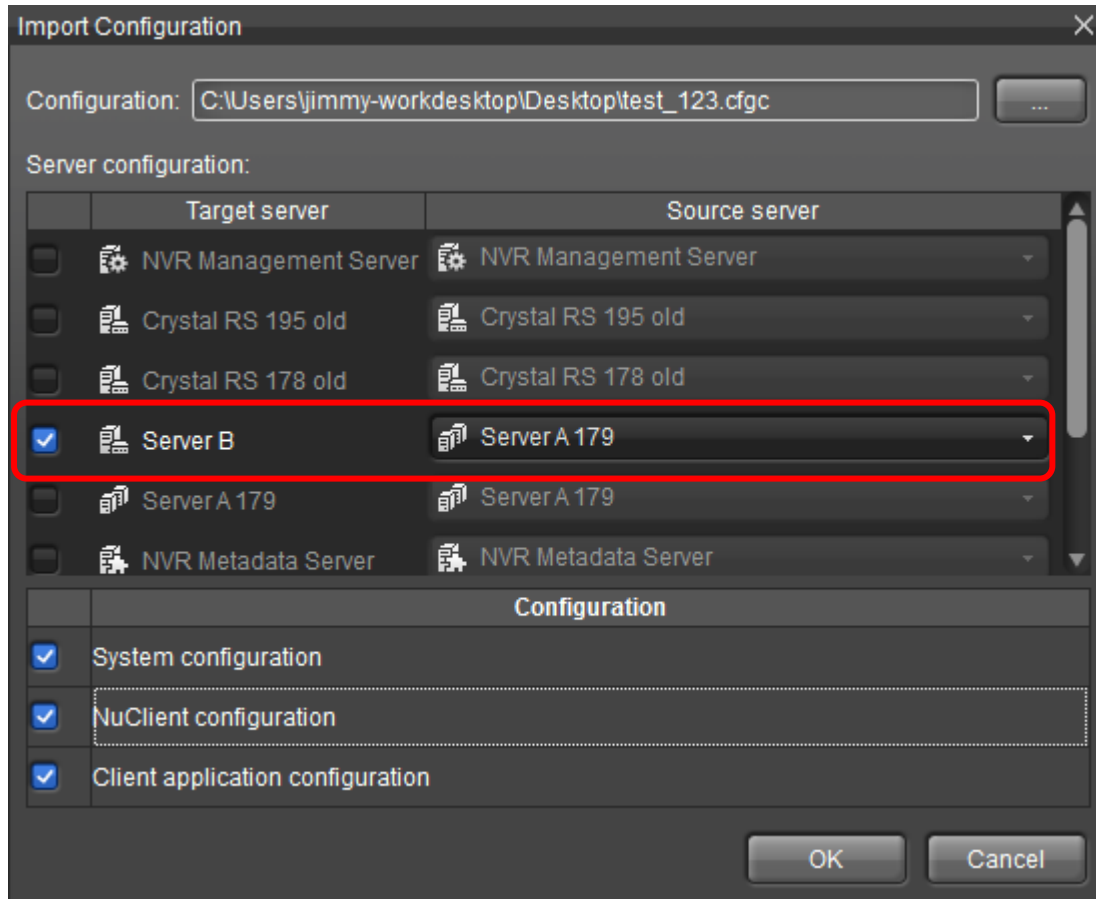 Import Configuration
Configuration: C:\Users\jimmy-workdesktop\Desktop\test_123.cfgc ...
Server configuration:
Target server Source server
NVR Management Server NVR Management Server
Crystal RS 195 old Crystal RS 195 old
Crystal RS 178 old Crystal RS 178 old
Server B Server A 179
Server A 179 Server A 179
NVR Metadata Server NVR Metadata Server
Configuration
System configuration
NuClient configuration
Client application configuration
OK Cancel